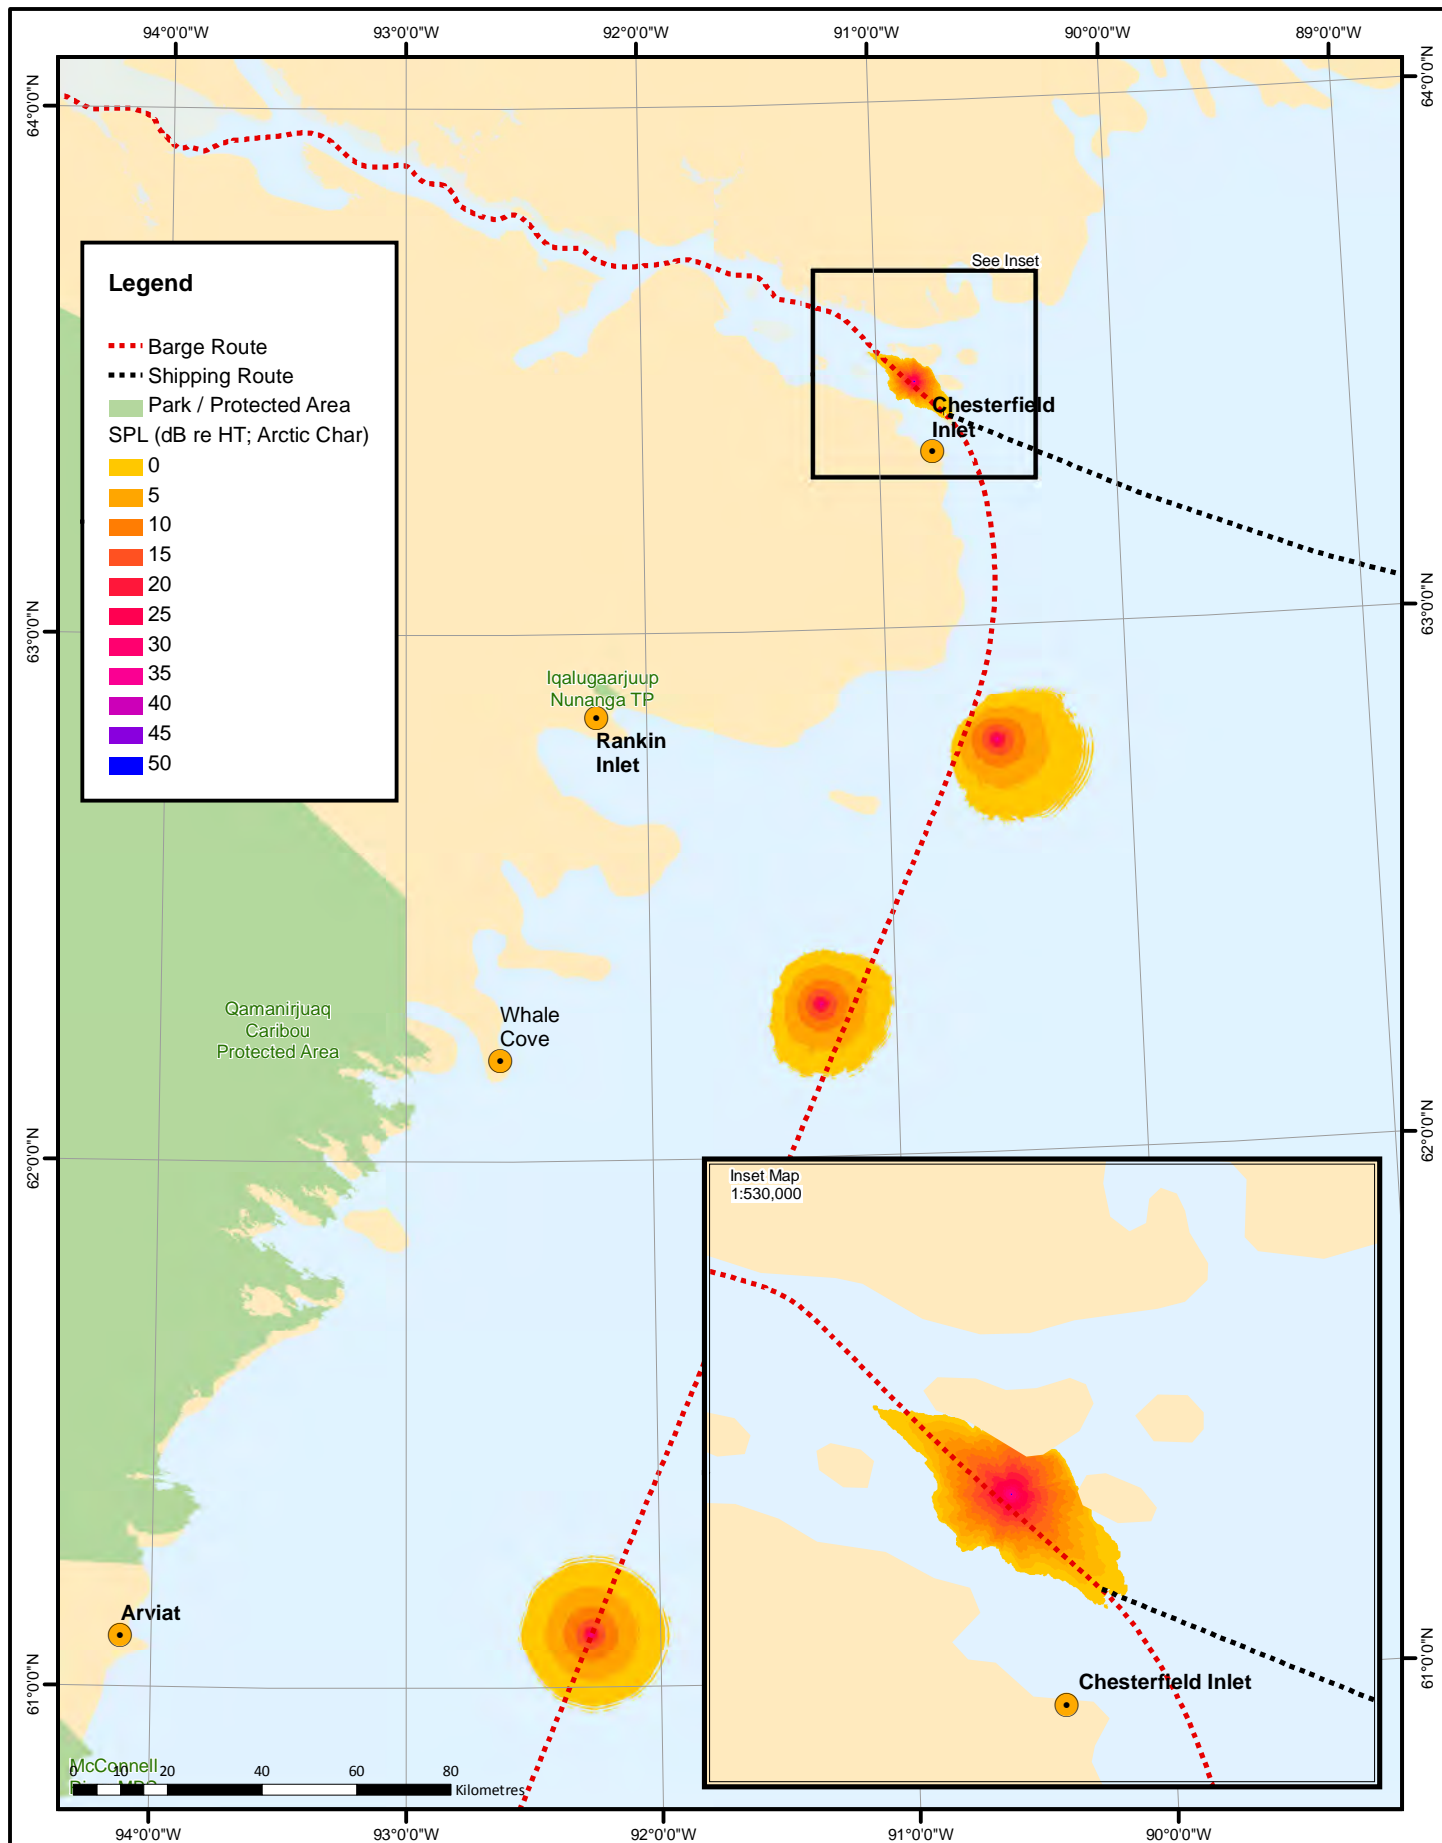 94°0'0"W
93°0'0"W
92°0'0"W
91°0'0"W
90°0'0"W
89°0'0"W
64°0'0"N
64°0'0"N
See Inset
Legend
Barge Route
Shipping Route
Park / Protected Area
SPL (dB re HT; Arctic Char)
0
5
10
15
20
25
30
35
40
45
50
Chesterfield
Inlet
63°0'0"N
63°0'0"N
Iqalugaarjuup
Nunanga TP
Rankin
Inlet
Qamanirjuaq
Caribou
Protected Area
Whale
Cove
62°0'0"N
62°0'0"N
Inset Map
1:530,000
Arviat
Chesterfield Inlet
61°0'0"N
61°0'0"N
McConnell
0 10 20 40 60 80
Kilometres
94°0'0"W
93°0'0"W
92°0'0"W
91°0'0"W
90°0'0"W